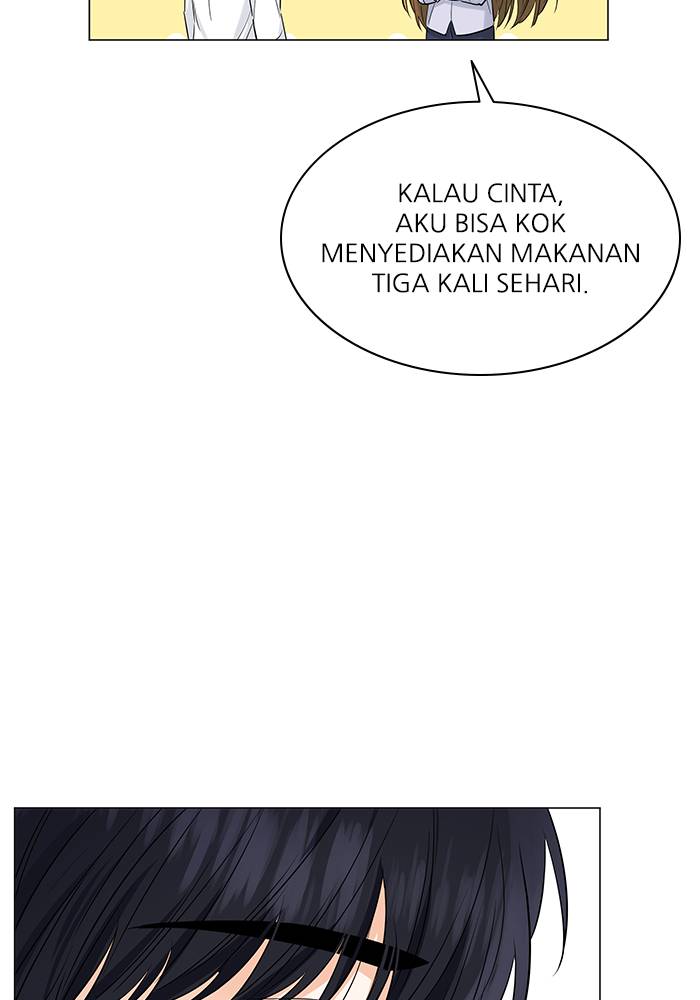 KALAU CINTA,
AKU BISA KOK
MENYEDIAKAN MAKANAN
TIGA KALI SEHARI.